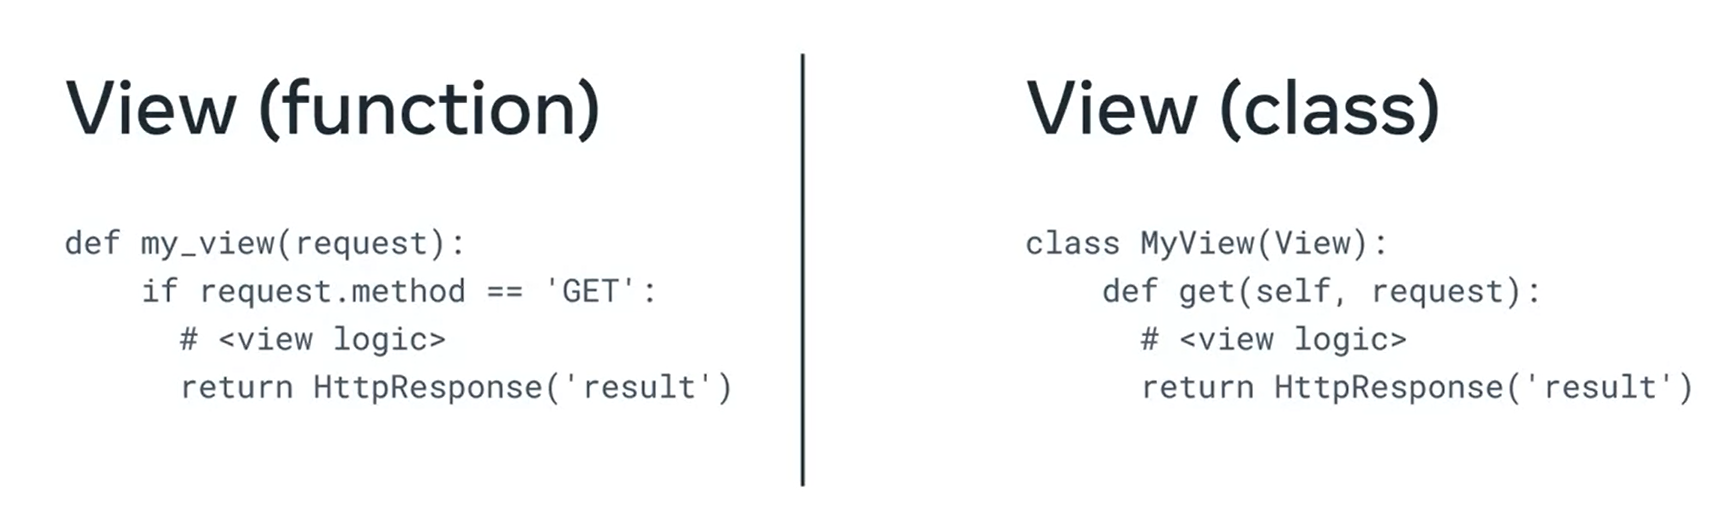 View (function)
def my_view(request):
    if request.method == 'GET':
      # <view logic>
      return HttpResponse('result')
View (class)
class MyView(View):
    def get(self, request):
      # <view logic>
      return HttpResponse('result')